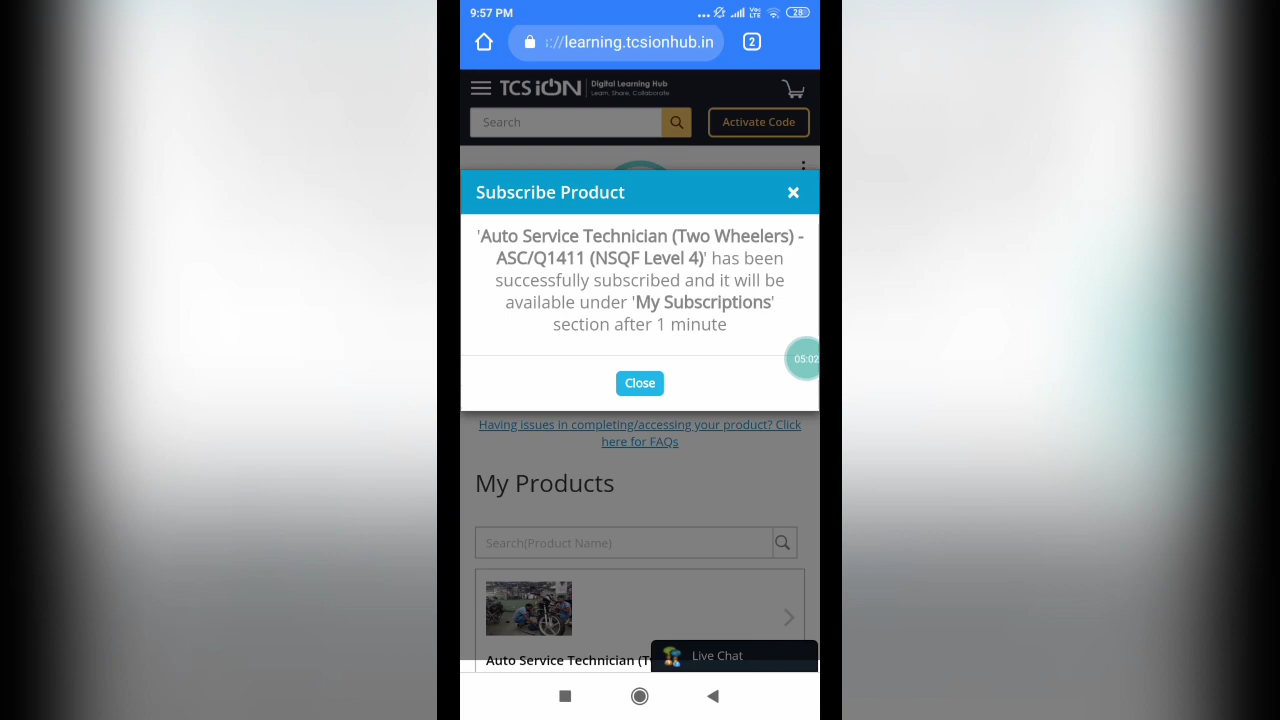 9:57 PM
Vo
LTE
28
://learning.tcsionhub.in
2
TCS iON
Digital Learning Hub
Learn. Share. Collaborate
Search
Activate Code
Subscribe Product
×
'Auto Service Technician (Two Wheelers) -
ASC/Q1411 (NSQF Level 4)' has been
successfully subscribed and it will be
available under 'My Subscriptions'
section after 1 minute
05:02
Close
Having issues in completing/accessing your product? Click
here for FAQs
My Products
Search(Product Name)
Auto Service Technician (T
Live Chat